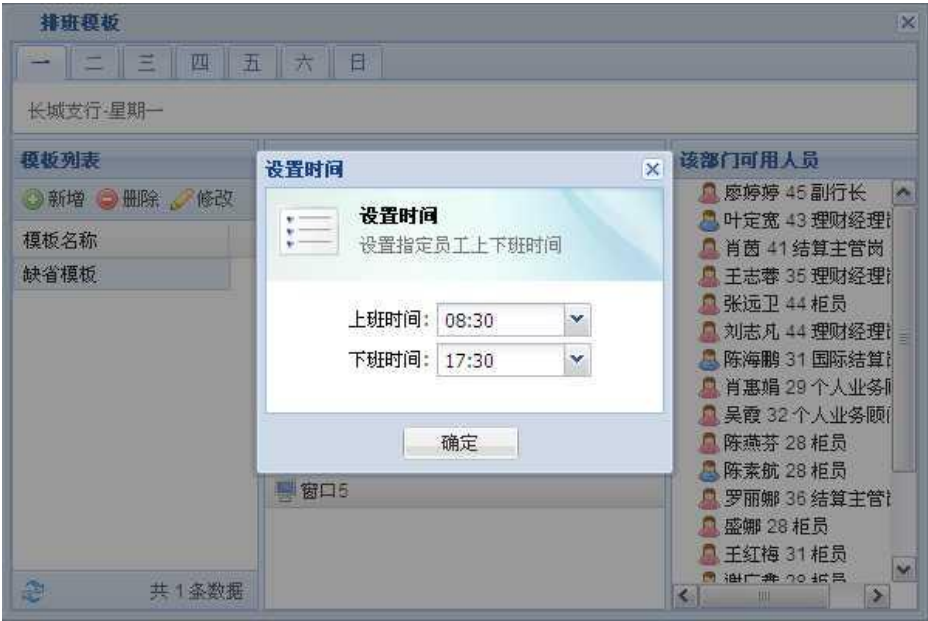 排班模板
一 二 三 四 五 六 日
长城支行-星期一
模板列表
新增 删除 修改
模板名称
缺省模板
共 1 条数据
设置时间
设置时间
设置指定员工上下班时间
上班时间: 08:30
下班时间: 17:30
确定
窗口5
该部门可用人员
廖婷婷 45 副行长
叶定宽 43 理财经理
肖茵 41 结算主管岗
王志蓉 35 理财经理
张远卫 44 柜员
刘志凡 44 理财经理
陈海鹏 31 国际结算
肖惠娟 29 个人业务
吴霞 32 个人业务顾
陈燕芬 28 柜员
陈素航 28 柜员
罗丽娜 36 结算主管
盛娜 28 柜员
王红梅 31 柜员
28 柜员